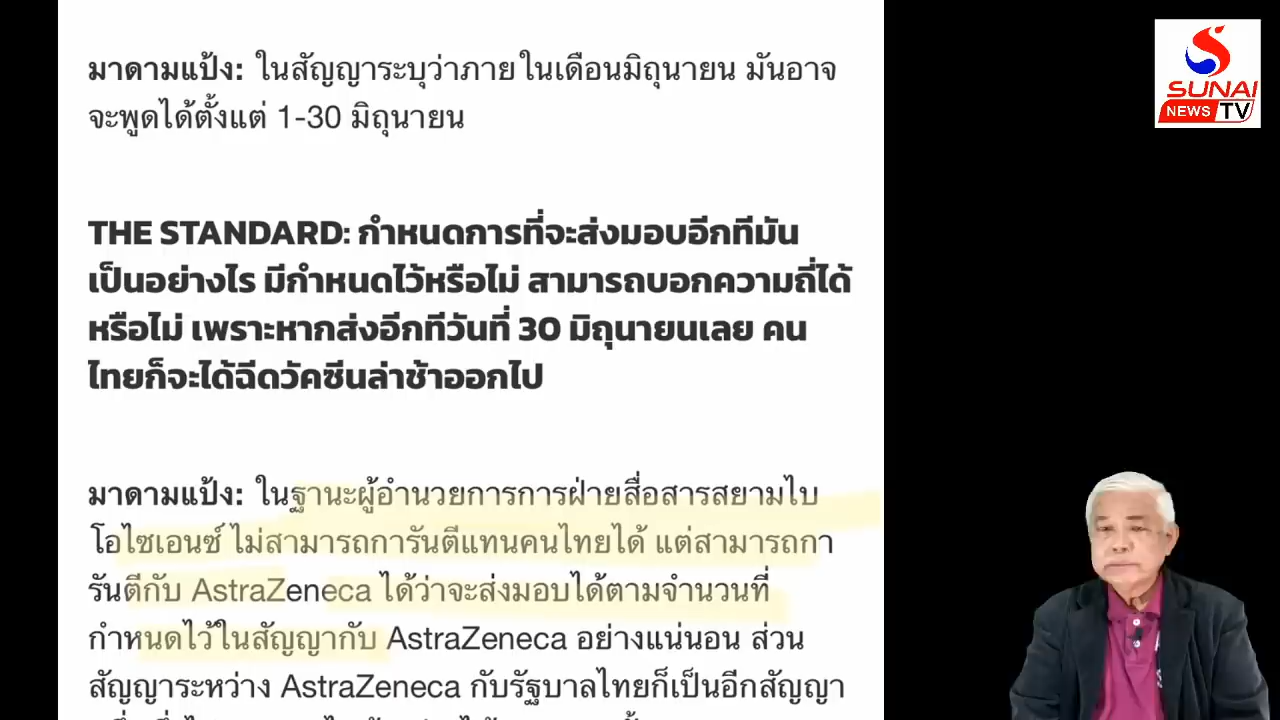 มาดามแป้ง: ในสัญญาระบุว่าภายในเดือนมิถุนายน มันอาจ
จะพูดได้ตั้งแต่ 1-30 มิถุนายน
THE STANDARD: กำหนดการที่จะส่งมอบอีกทีมัน
เป็นอย่างไร มีกำหนดไว้หรือไม่ สามารถบอกความถี่ได้
หรือไม่ เพราะหากส่งอีกทีวันที่ 30 มิถุนายนเลย คน
ไทยก็จะได้ฉีดวัคซีนล่าช้าออกไป
มาดามแป้ง: ในฐานะผู้อำนวยการการฝ่ายสื่อสารสยามไบ
โอไซเอนซ์ ไม่สามารถการันตีแทนคนไทยได้ แต่สามารถกา
รันตีกับ AstraZeneca ได้ว่าจะส่งมอบได้ตามจำนวนที่
กำหนดไว้ในสัญญากับ AstraZeneca อย่างแน่นอน ส่วน
สัญญาระหว่าง AstraZeneca กับรัฐบาลไทยก็เป็นอีกสัญญา
SUNAI
NEWS TV